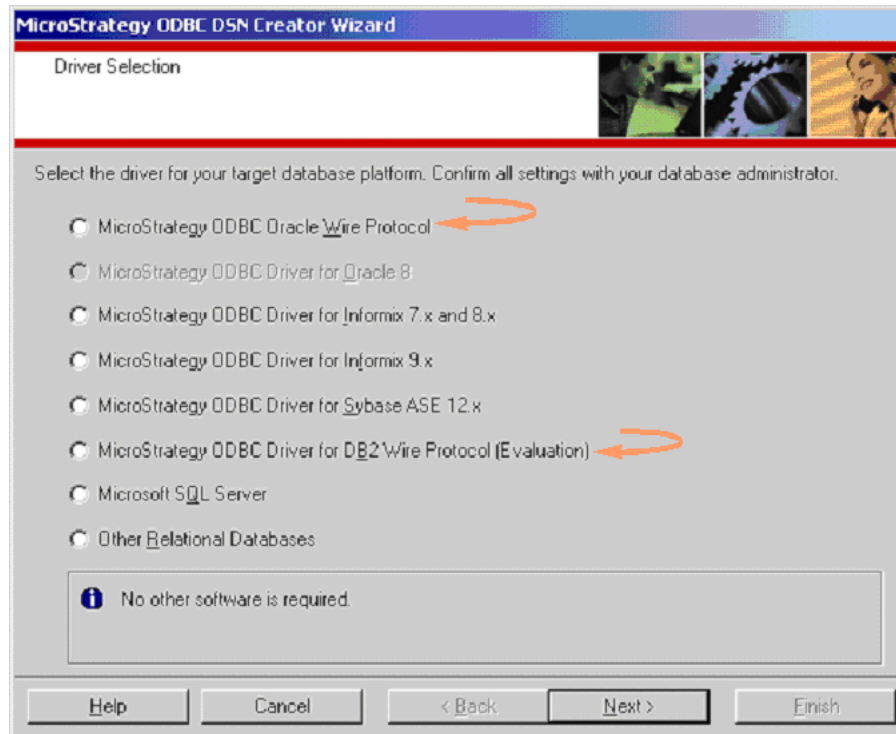 MicroStrategy ODBC DSN Creator Wizard
Driver Selection
Select the driver for your target database platform. Confirm all settings with your database administrator.
MicroStrategy ODBC Oracle Wire Protocol
MicroStrategy ODBC Driver for Oracle 8
MicroStrategy ODBC Driver for Informix 7.x and 8.x
MicroStrategy ODBC Driver for Informix 9.x
MicroStrategy ODBC Driver for Sybase ASE 12.x
MicroStrategy ODBC Driver for DB2 Wire Protocol (Evaluation)
Microsoft SQL Server
Other Relational Databases
No other software is required.
Help Cancel < Back Next > Finish